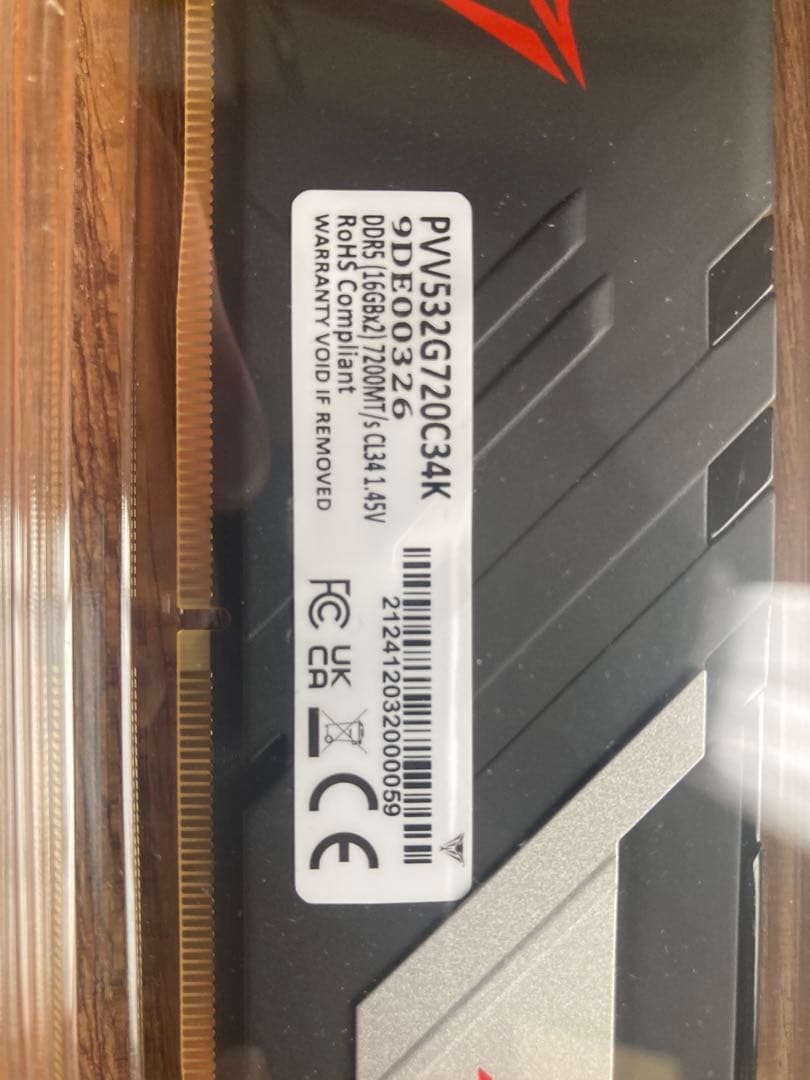 PVV532G720C34K
9DE00326
DDR5 (16GBx2) 7200MT/s CL34 1.45V
RoHS Compliant
WARRANTY VOID IF REMOVED
212412032000059
FC
UK
CA
CE